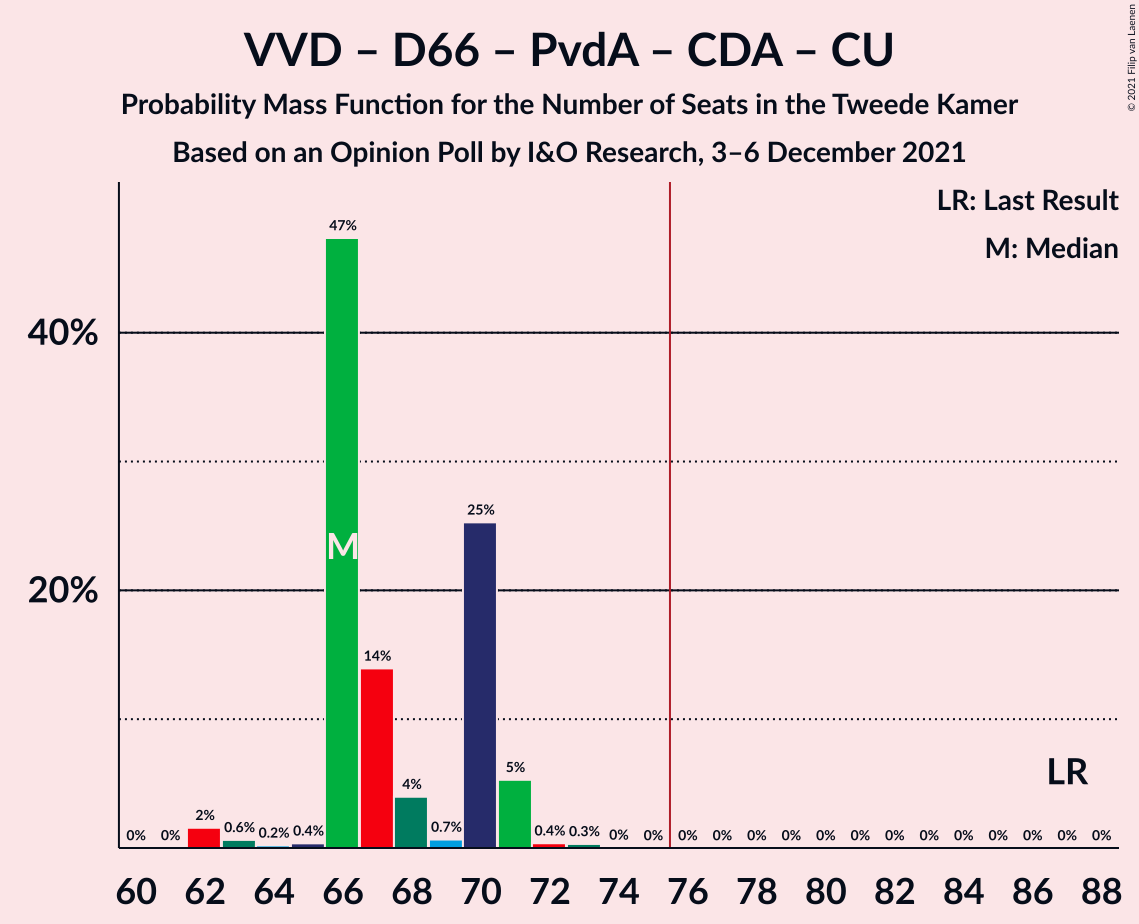 VVD – D66 – PvdA – CDA – CU
Probability Mass Function for the Number of Seats in the Tweede Kamer
Based on an Opinion Poll by I&O Research, 3–6 December 2021
© 2021 Filip van Laenen
LR: Last Result
M: Median
40%
20%
0% 0% 2% 0.6% 0.2% 0.4% 47% 14% 4% 0.7% 25% 5% 0.4% 0.3% 0% 0% 0% 0% 0% 0% 0% 0% 0% 0% 0% 0% 0% 0% 0%
M
LR
60 62 64 66 68 70 72 74 76 78 80 82 84 86 88